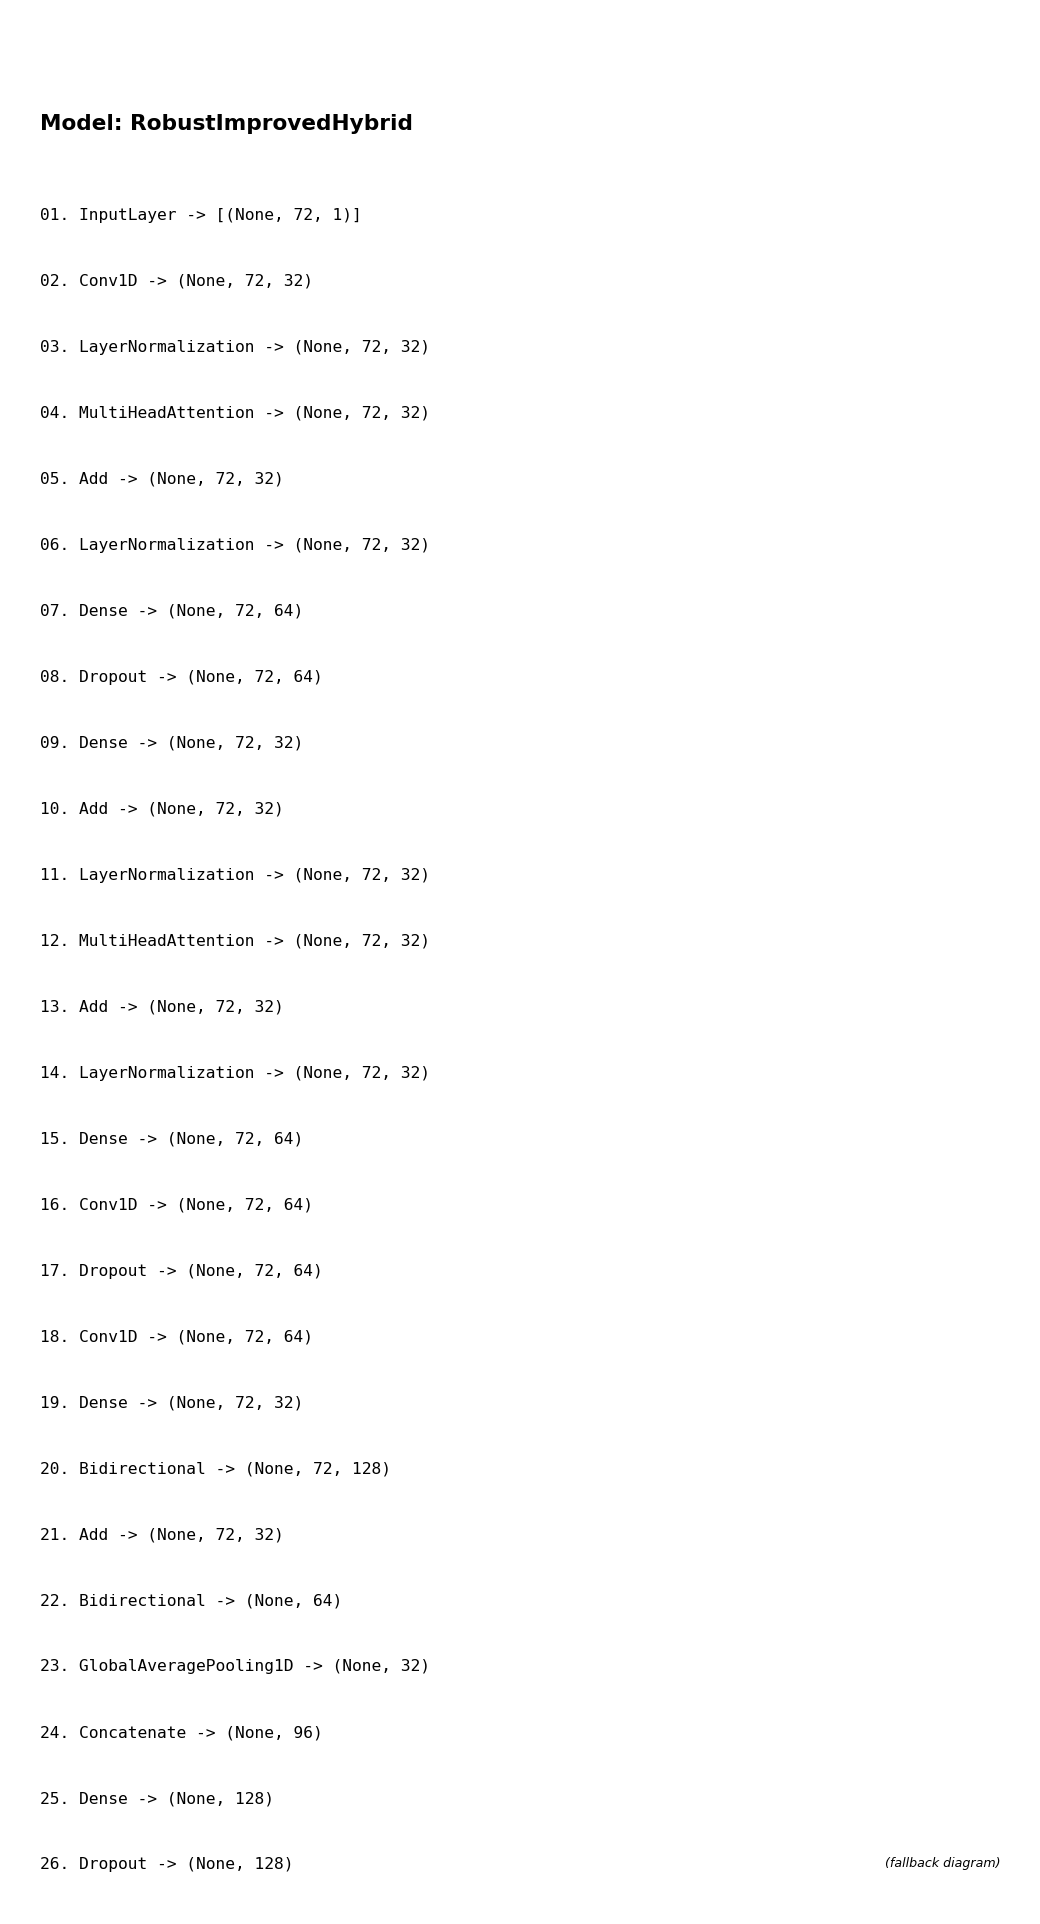 Model: RobustImprovedHybrid
01. InputLayer -> [(None, 72, 1)]
02. Conv1D -> (None, 72, 32)
03. LayerNormalization -> (None, 72, 32)
04. MultiHeadAttention -> (None, 72, 32)
05. Add -> (None, 72, 32)
06. LayerNormalization -> (None, 72, 32)
07. Dense -> (None, 72, 64)
08. Dropout -> (None, 72, 64)
09. Dense -> (None, 72, 32)
10. Add -> (None, 72, 32)
11. LayerNormalization -> (None, 72, 32)
12. MultiHeadAttention -> (None, 72, 32)
13. Add -> (None, 72, 32)
14. LayerNormalization -> (None, 72, 32)
15. Dense -> (None, 72, 64)
16. Conv1D -> (None, 72, 64)
17. Dropout -> (None, 72, 64)
18. Conv1D -> (None, 72, 64)
19. Dense -> (None, 72, 32)
20. Bidirectional -> (None, 72, 128)
21. Add -> (None, 72, 32)
22. Bidirectional -> (None, 64)
23. GlobalAveragePooling1D -> (None, 32)
24. Concatenate -> (None, 96)
25. Dense -> (None, 128)
26. Dropout -> (None, 128)
(fallback diagram)